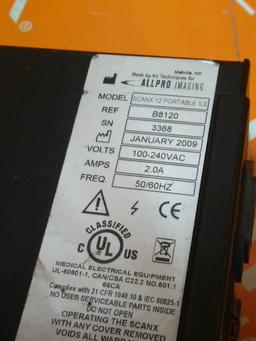 Melville, NY
Made by Air Techniques for
ALLPRO IMAGING
MODEL SCANX 12 PORTABLE ILE
REF B8120
SN 3368
JANUARY 2009
VOLTS 100-240VAC
AMPS 2.0A
FREQ. 50/60HZ
CE
CLASSIFIED
C UL US
MEDICAL ELECTRICAL EQUIPMENT
UL-60601-1, CAN/CSA C22.2 NO.601.1
66CA
Complies with 21 CFR 1040.10 & IEC 60825-1
NO USER SERVICEABLE PARTS INSIDE
DO NOT OPEN
OPERATING THE SCANX
WITH ANY COVER REMOVED
VOIDS ALL